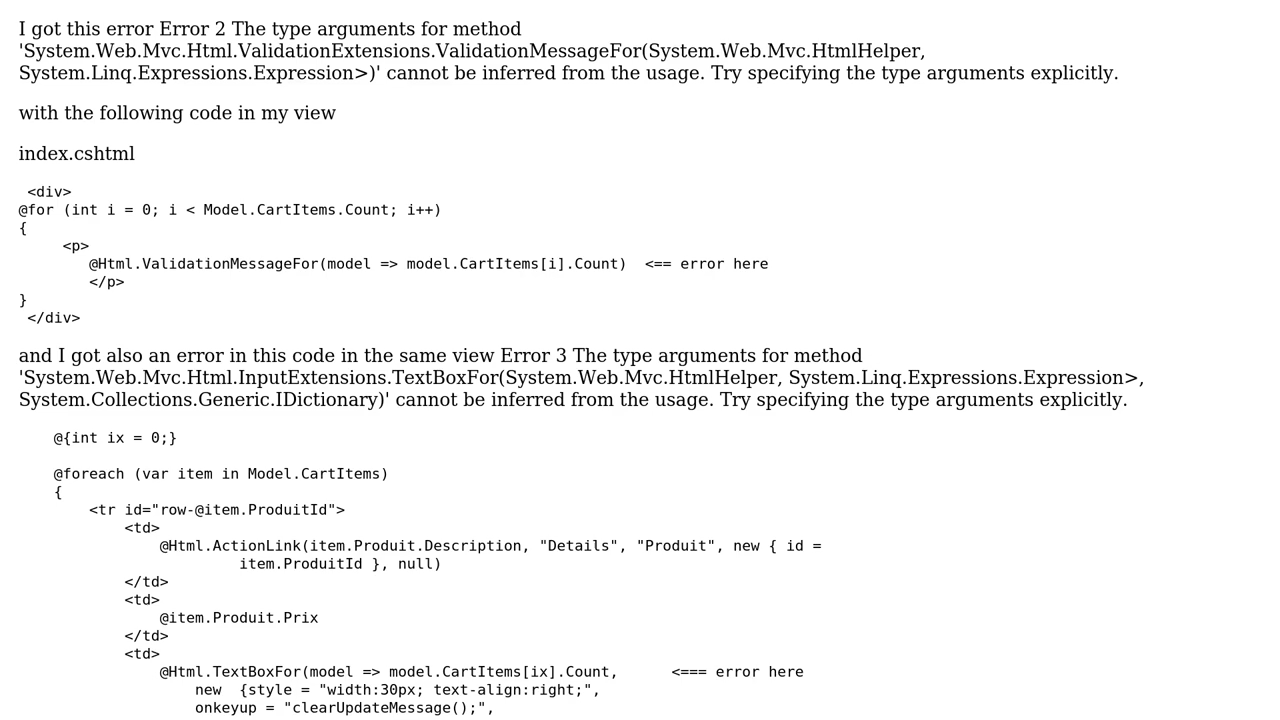 I got this error Error 2 The type arguments for method
'System.Web.Mvc.Html.ValidationExtensions.ValidationMessageFor(System.Web.Mvc.HtmlHelper,
System.Linq.Expressions.Expression>)' cannot be inferred from the usage. Try specifying the type arguments explicitly.
with the following code in my view
index.cshtml
<div>
@for (int i = 0; i < Model.CartItems.Count; i++)
{
<p>
@Html.ValidationMessageFor(model => model.CartItems[i].Count)  <== error here
</p>
}
</div>
and I got also an error in this code in the same view Error 3 The type arguments for method
'System.Web.Mvc.Html.InputExtensions.TextBoxFor(System.Web.Mvc.HtmlHelper, System.Linq.Expressions.Expression>,
System.Collections.Generic.IDictionary)' cannot be inferred from the usage. Try specifying the type arguments explicitly.
@{int ix = 0;}
@foreach (var item in Model.CartItems)
{
<tr id="row-@item.ProduitId">
<td>
@Html.ActionLink(item.Produit.Description, "Details", "Produit", new { id =
item.ProduitId }, null)
</td>
<td>
@item.Produit.Prix
</td>
<td>
@Html.TextBoxFor(model => model.CartItems[ix].Count,      <=== error here
new  {style = "width:30px; text-align:right;",
onkeyup = "clearUpdateMessage();",